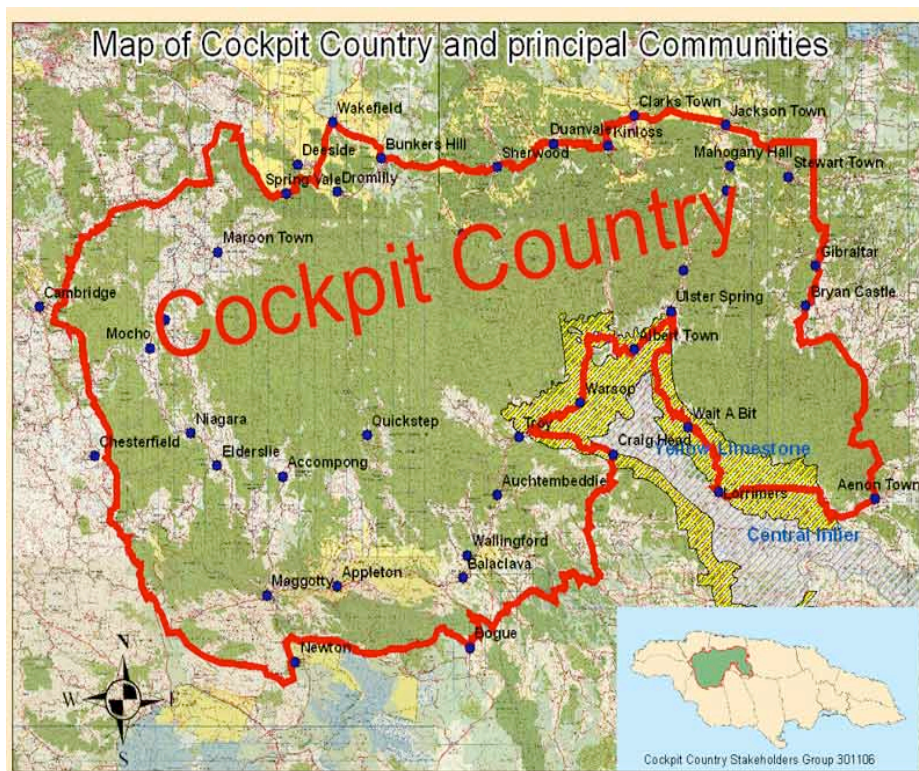 Map of Cockpit Country and principal Communities
Clarks Town
Wakefield
Jackson Town
Duanvale
Kinloss
Bunkers Hill
Deeside
Sherwood
Mahogany Hall
Stewart Town
Spring Vale
Dromilly
Maroon Town
Cockpit Country
Gibraltar
Cambridge
Ulster Spring
Bryan Castle
Mocho
Albert Town
Warsop
Niagara
Quickstep
Troy
Wait A Bit
Chesterfield
Craig Head
Yellow Limestone
Elderslie
Accompong
Auchtembeddie
Lorrimers
Aenon Town
Central Inlier
Wallingford
Balaclava
Maggotty
Appleton
Newton
Bogue
N
W
S
Cockpit Country Stakeholders Group 301106